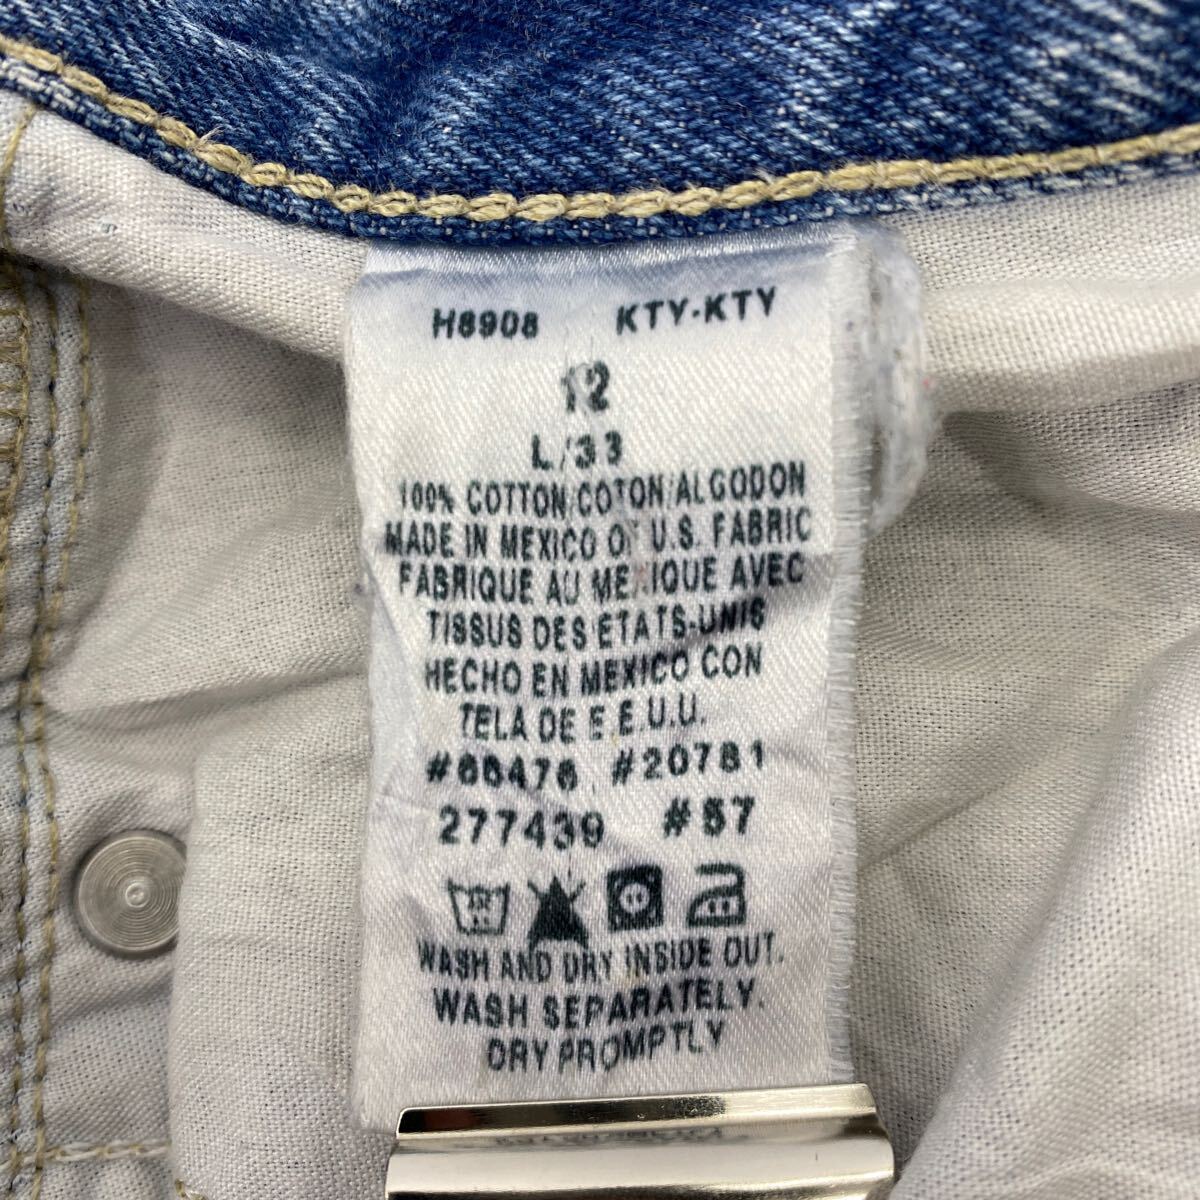 H8908 KTY-KTY
12
L/33
100% COTTON/COTON/ALGODON
MADE IN MEXICO OF U.S. FABRIC
FABRIQUE AU MEXIQUE AVEC
TISSUS DES ETATS-UNIS
HECHO EN MEXICO CON
TELA DE E.E.U.U.
#66476 #20781
277439 #57
WASH AND DRY INSIDE OUT.
WASH SEPARATELY.
DRY PROMPTLY